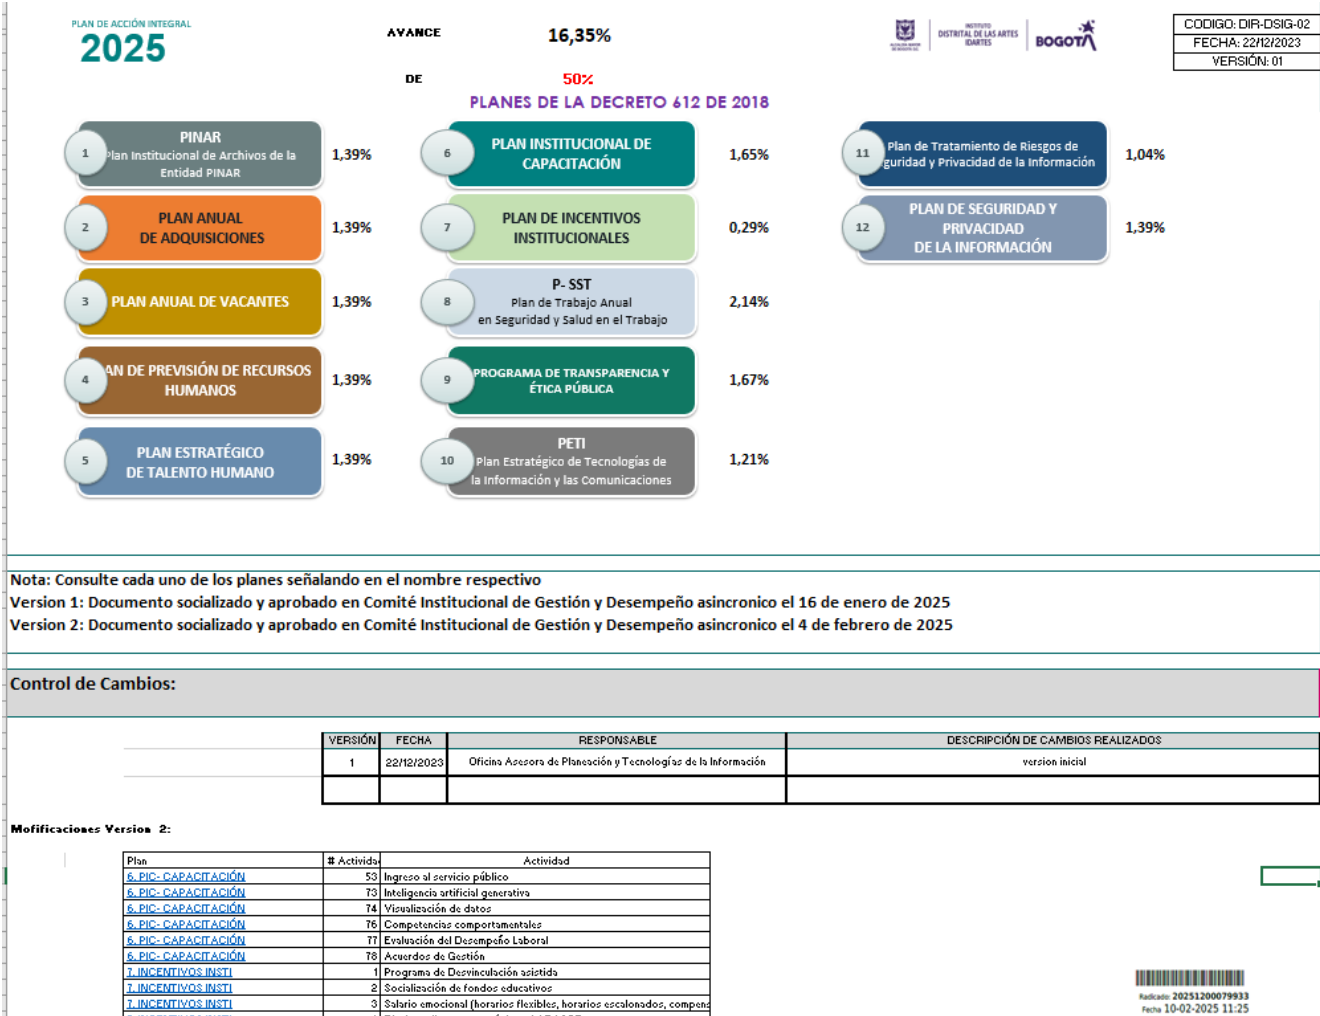 PLAN DE ACCIÓN INTEGRAL
2025
AVANCE
16,35%
DE
50%
INSTITUTO
DISTRITAL DE LAS ARTES
IDARTES
BOGOTÁ
CODIGO: DIR-DSIG-02
FECHA: 22/12/2023
VERSIÓN: 01
PLANES DE LA DECRETO 612 DE 2018
1
PINAR
Plan Institucional de Archivos de la
Entidad PINAR
1,39%
2
PLAN ANUAL
DE ADQUISICIONES
1,39%
3
PLAN ANUAL DE VACANTES
1,39%
4
AN DE PREVISIÓN DE RECURSOS
HUMANOS
1,39%
5
PLAN ESTRATÉGICO
DE TALENTO HUMANO
1,39%
6
PLAN INSTITUCIONAL DE
CAPACITACIÓN
1,65%
7
PLAN DE INCENTIVOS
INSTITUCIONALES
0,29%
8
P- SST
Plan de Trabajo Anual
en Seguridad y Salud en el Trabajo
2,14%
9
PROGRAMA DE TRANSPARENCIA Y
ÉTICA PÚBLICA
1,67%
10
PETI
Plan Estratégico de Tecnologías de
la Información y las Comunicaciones
1,21%
11
Plan de Tratamiento de Riesgos de
guridad y Privacidad de la Información
1,04%
12
PLAN DE SEGURIDAD Y
PRIVACIDAD
DE LA INFORMACIÓN
1,39%
Nota: Consulte cada uno de los planes señalando en el nombre respectivo
Version 1: Documento socializado y aprobado en Comité Institucional de Gestión y Desempeño asincronico el 16 de enero de 2025
Version 2: Documento socializado y aprobado en Comité Institucional de Gestión y Desempeño asincronico el 4 de febrero de 2025
Control de Cambios:
VERSIÓN FECHA RESPONSABLE DESCRIPCIÓN DE CAMBIOS REALIZADOS
1 22/12/2023 Oficina Asesora de Planeación y Tecnologías de la Información version inicial
Mofificaciones Version 2:
Plan # Activida Actividad
6. PIC- CAPACITACIÓN 53 Ingreso al servicio público
6. PIC- CAPACITACIÓN 73 Inteligencia artificial generativa
6. PIC- CAPACITACIÓN 74 Visualización de datos
6. PIC- CAPACITACIÓN 76 Competencias comportamentales
6. PIC- CAPACITACIÓN 77 Evaluación del Desempeño Laboral
6. PIC- CAPACITACIÓN 78 Acuerdos de Gestión
7. INCENTIVOS INSTI 1 Programa de Desvinculación asistida
7. INCENTIVOS INSTI 2 Socialización de fondos educativos
7. INCENTIVOS INSTI 3 Salario emocional (horarios flexibles, horarios escalonados, compens
Radicado: 20251200079933
Fecha 10-02-2025 11:25